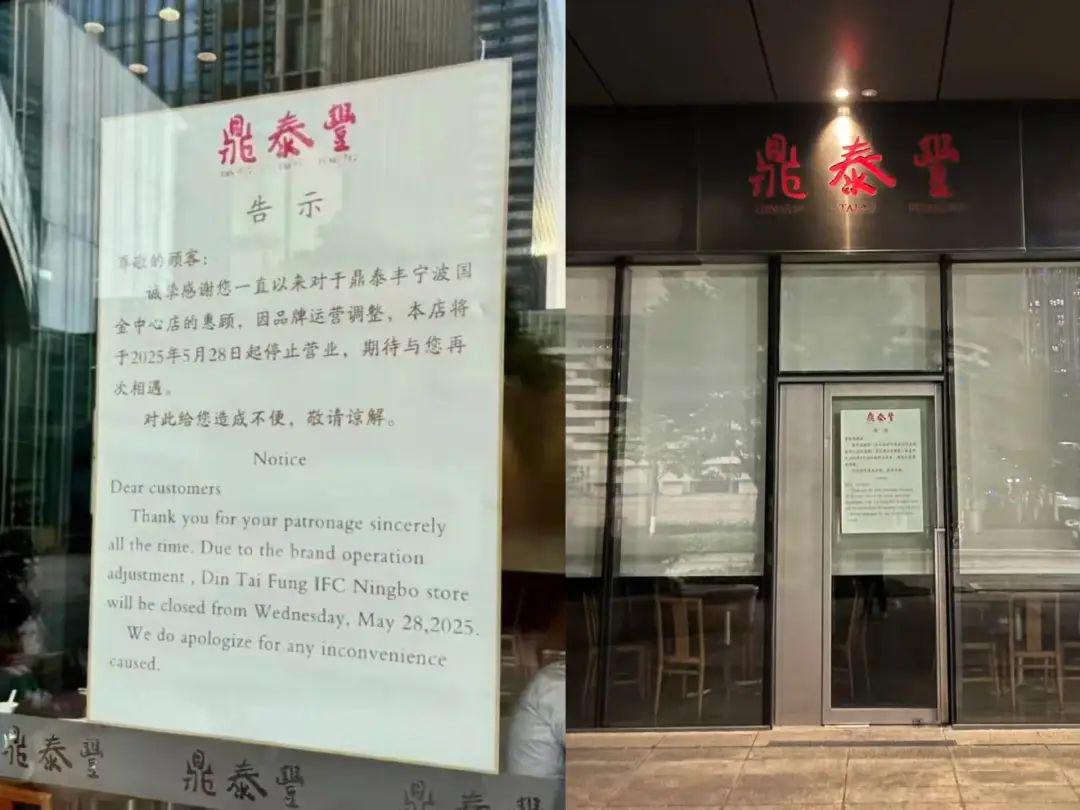 鼎泰豐
DIN TAI FUNG
告示
尊敬的顾客：
诚挚感谢您一直以来对于鼎泰丰宁波国
金中心店的惠顾，因品牌运营调整，本店将
于2025年5月28日起停止营业，期待与您再
次相遇。
对此给您造成不便，敬请谅解。
Notice
Dear customers
Thank you for your patronage sincerely
all the time. Due to the brand operation
adjustment , Din Tai Fung IFC Ningbo store
will be closed from Wednesday, May 28,2025.
We do apologize for any inconvenience
caused.
鼎泰豐
鼎泰豐
鼎泰豐
鼎泰豐
TAI
鼎泰豐